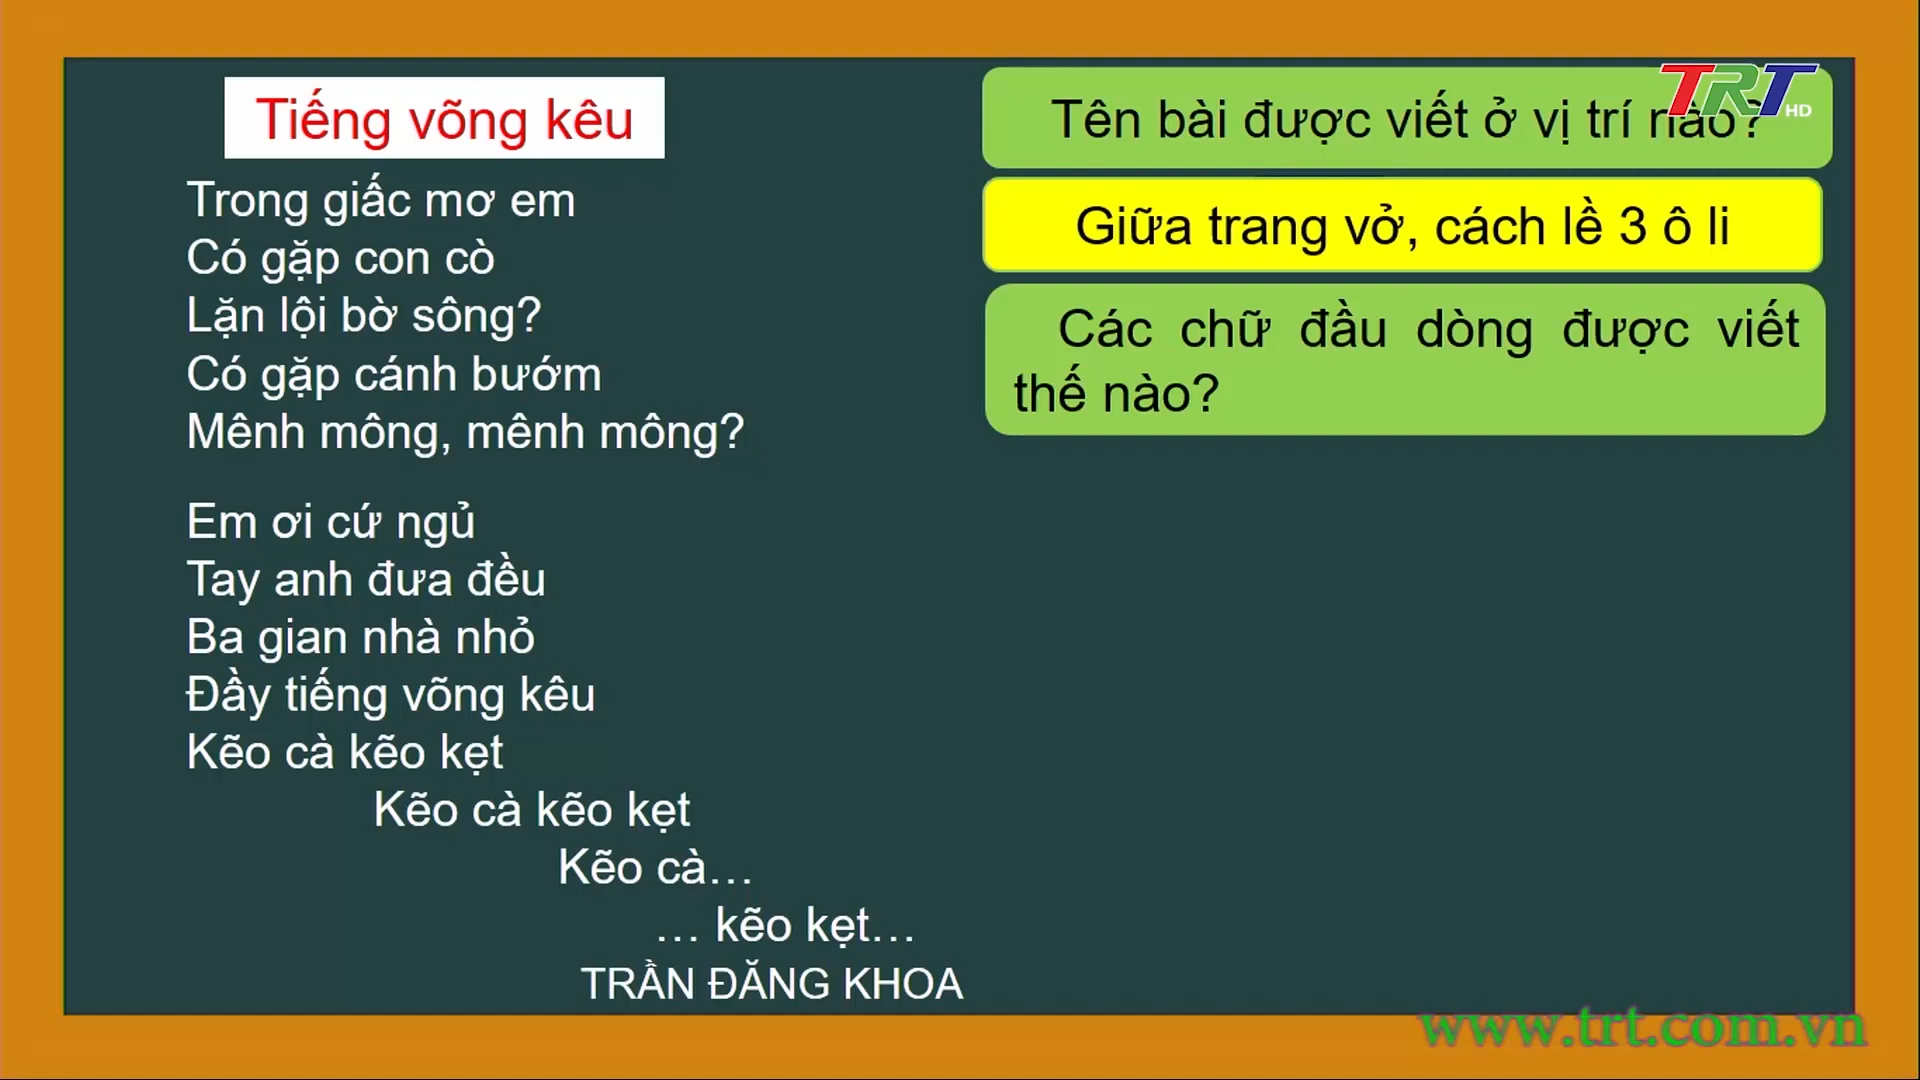 Tiếng võng kêu
Trong giấc mơ em
Có gặp con cò
Lặn lội bờ sông?
Có gặp cánh bướm
Mênh mông, mênh mông?
Em ơi cứ ngủ
Tay anh đưa đều
Ba gian nhà nhỏ
Đầy tiếng võng kêu
Kẽo cà kẽo kẹt
Kẽo cà kẽo kẹt
Kẽo cà…
… kẽo kẹt…
TRẦN ĐĂNG KHOA
Tên bài được viết ở vị trí nào?
TRT HD
Giữa trang vở, cách lề 3 ô li
Các chữ đầu dòng được viết
thế nào?
www.trt.com.vn